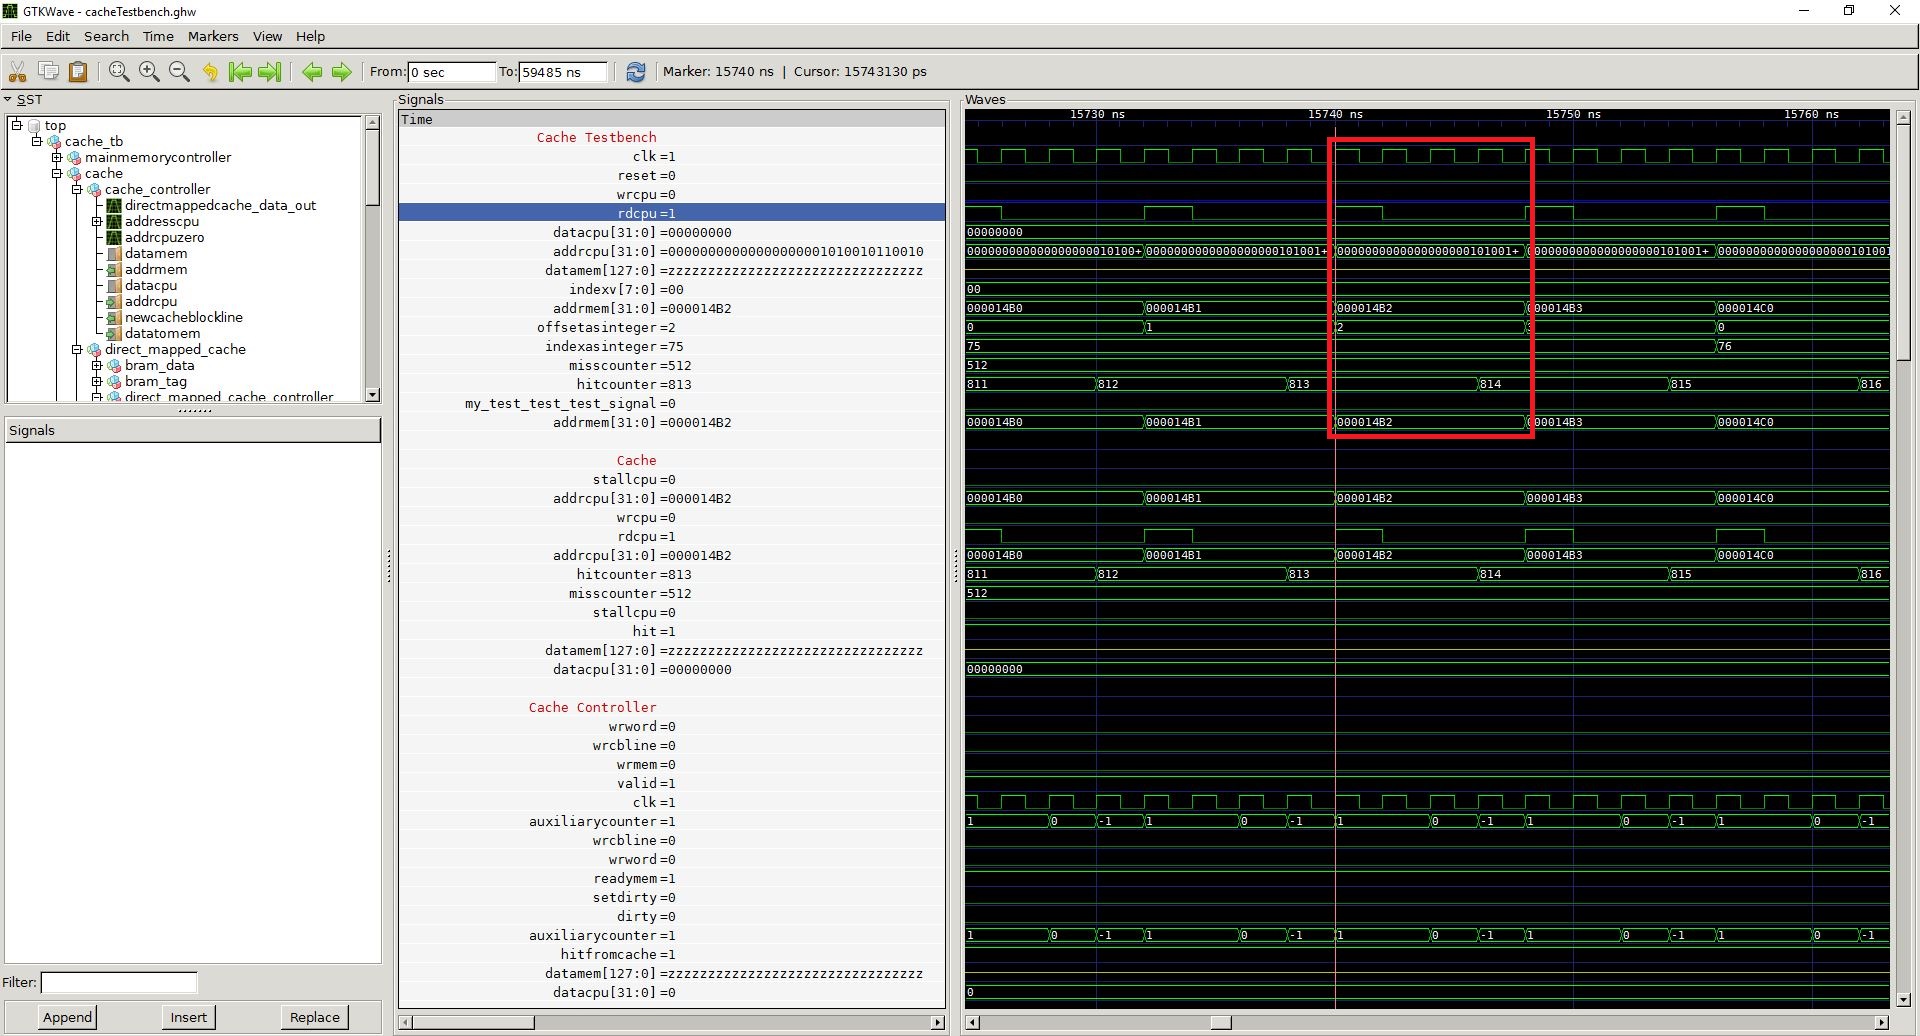 GTKWave - cacheTestbench.ghw
File Edit Search Time Markers View Help
From: 0 sec To: 59485 ns Marker: 15740 ns | Cursor: 15743130 ps
SST
top
cache_tb
mainmemorycontroller
cache
cache_controller
directmappedcache_data_out
addresscpu
addrcpuzero
datamem
addrmem
datacpu
addrcpu
newcacheblockline
datatomem
direct_mapped_cache
bram_data
bram_tag
direct_mapped_cache_controller
Signals
Filter:
Append Insert Replace
Signals
Time
Cache Testbench
clk=1
reset=0
wrcpu=0
rdcpu=1
datacpu[31:0]=00000000
addrcpu[31:0]=00000000000000000001010010110010
datamem[127:0]=zzzzzzzzzzzzzzzzzzzzzzzzzzzzzzzz
indexv[7:0]=00
addrmem[31:0]=000014B2
offsetasinteger=2
indexasinteger=75
misscounter=512
hitcounter=813
my_test_test_test_signal=0
addrmem[31:0]=000014B2
Cache
stallcpu=0
addrcpu[31:0]=000014B2
wrcpu=0
rdcpu=1
addrcpu[31:0]=000014B2
hitcounter=813
misscounter=512
stallcpu=0
hit=1
datamem[127:0]=zzzzzzzzzzzzzzzzzzzzzzzzzzzzzzzz
datacpu[31:0]=00000000
Cache Controller
wrword=0
wrcbline=0
wrmem=0
valid=1
clk=1
auxiliarycounter=1
wrcbline=0
wrword=0
readymem=1
setdirty=0
dirty=0
auxiliarycounter=1
hitfromcache=1
datamem[127:0]=zzzzzzzzzzzzzzzzzzzzzzzzzzzzzzzz
datacpu[31:0]=0
Waves
15730 ns 15740 ns 15750 ns 15760 ns
00000000
00
000014B0 000014B1 000014B2 000014B3 000014C0
0 1 2 3 0
75 76
512
811 812 813 814 815 816
000014B0 000014B1 000014B2 000014B3 000014C0
000014B0 000014B1 000014B2 000014B3 000014C0
000014B0 000014B1 000014B2 000014B3 000014C0
811 812 813 814 815 816
512
00000000
1 0 -1 1 0 -1 1 0 -1 1 0 -1 1 0 -1
1 0 -1 1 0 -1 1 0 -1 1 0 -1 1 0 -1
0